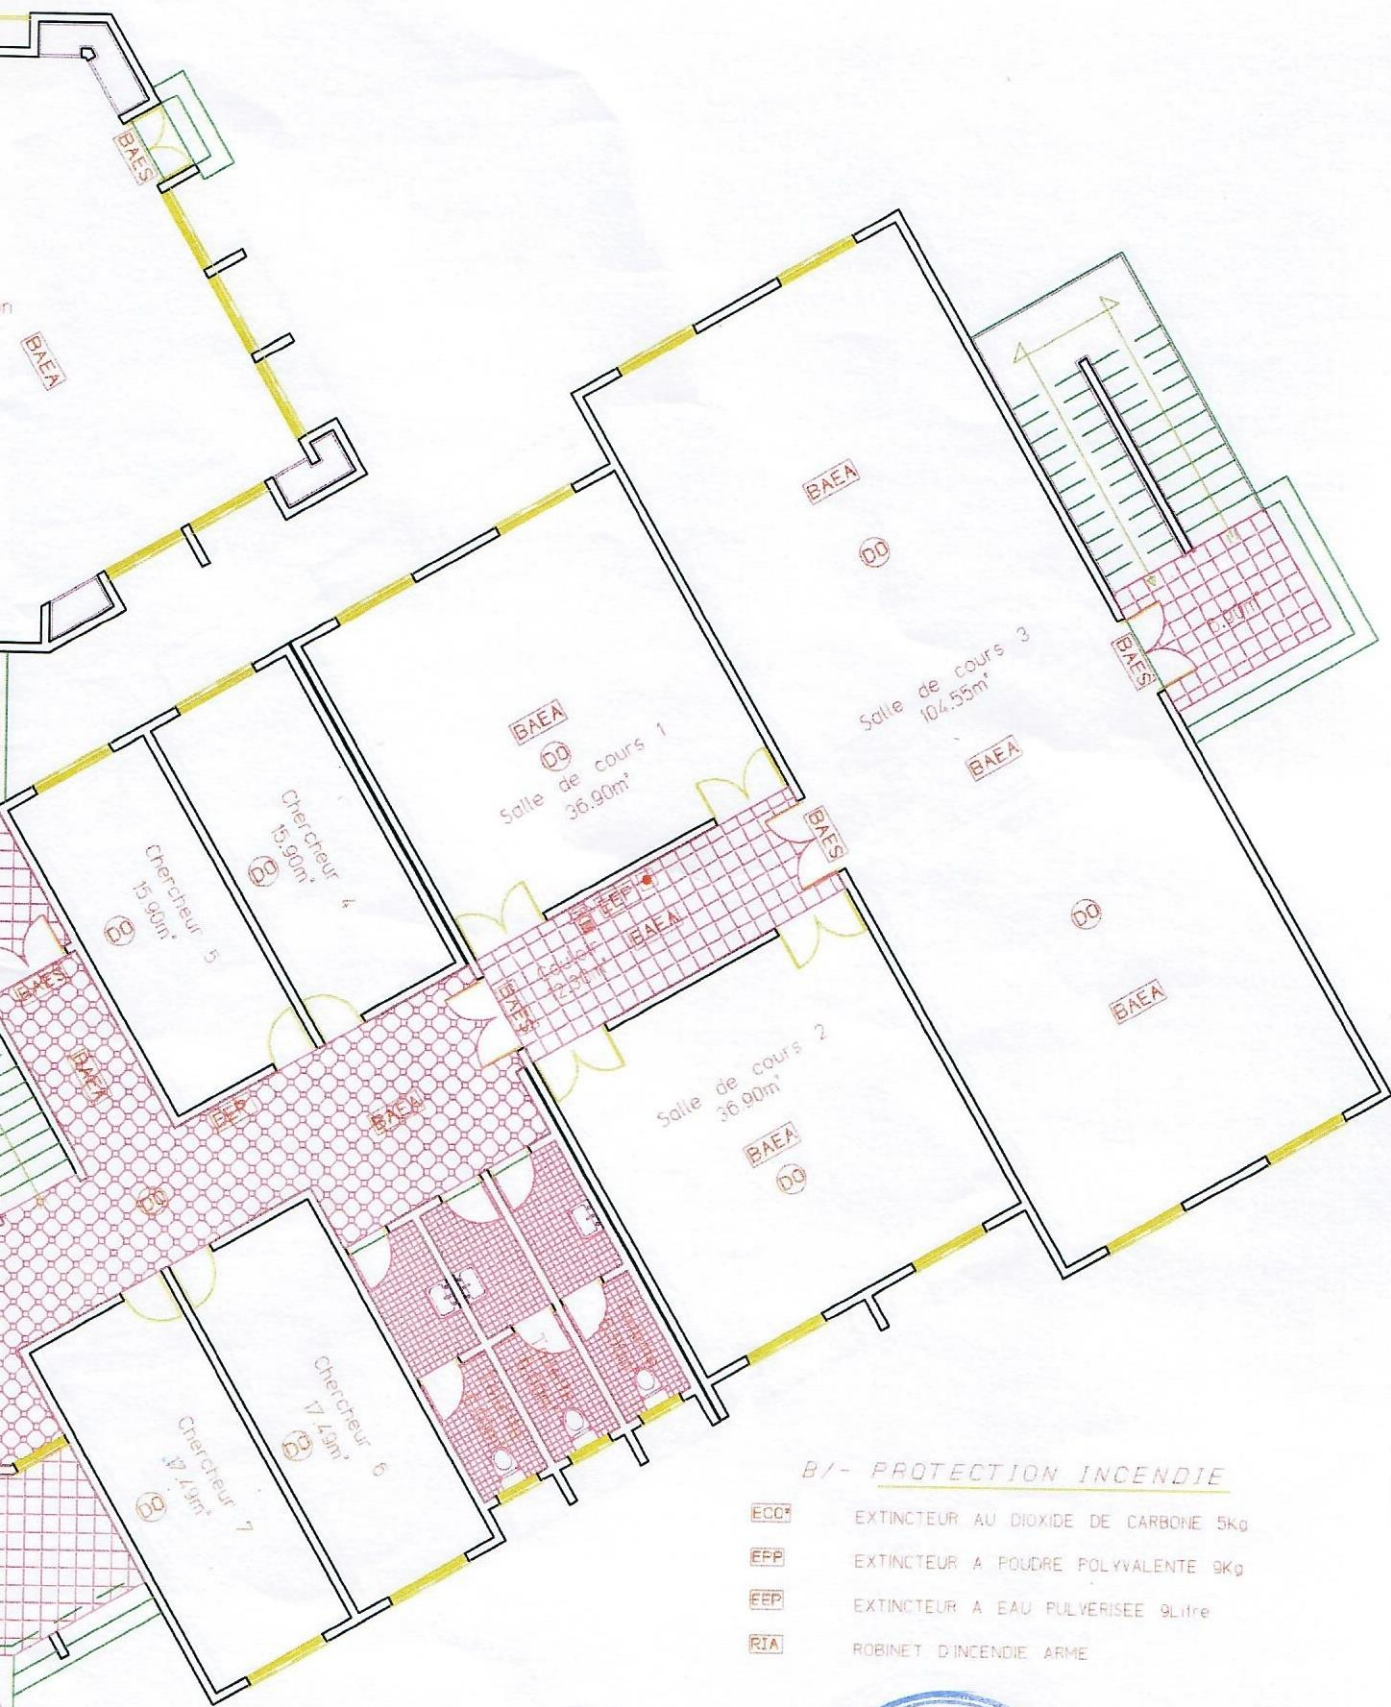 BAES
BAEA
BAEA
DO
Salle de cours 3
104.55m²
BAES
BAEA
DO
BAEA
BAEA
DO
Salle de cours 1
36.90m²
BAES
EEP
BAEA
BAES
Chercheur 4
15.90m²
DO
Chercheur 5
15.90m²
DO
BAES
BAEA
EEP
BAEA
DO
Salle de cours 2
36.90m²
BAEA
DO
Chercheur 6
17.49m²
DO
Chercheur 7
17.49m²
DO
B/- PROTECTION INCENDIE
ECO² EXTINCTEUR AU DIOXIDE DE CARBONE 5Kg
EPP EXTINCTEUR A POUDRE POLYVALENTE 9Kg
EEP EXTINCTEUR A EAU PULVERISEE 9Litre
RIA ROBINET D'INCENDIE ARME